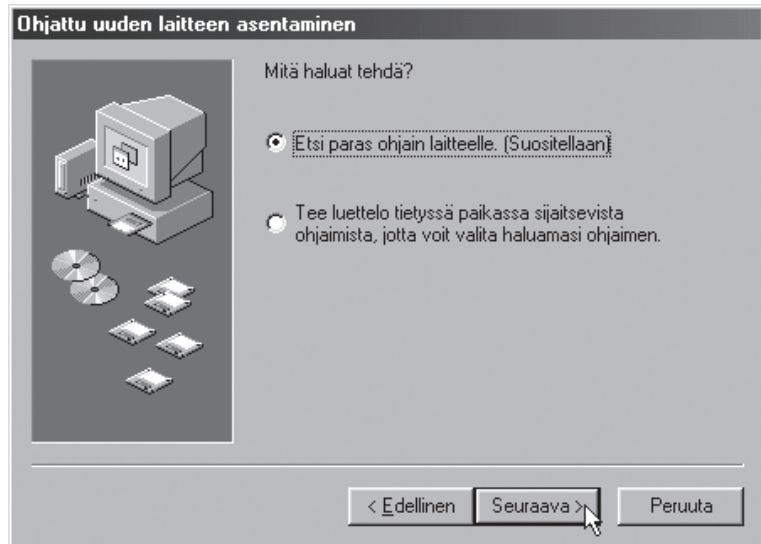 Ohjattu uuden laitteen asentaminen
Mitä haluat tehdä?
Etsi paras ohjain laitteelle. (Suositellaan)
Tee luettelo tietyssä paikassa sijaitsevista
ohjaimista, jotta voit valita haluamasi ohjaimen.
< Edellinen
Seuraava >
Peruuta